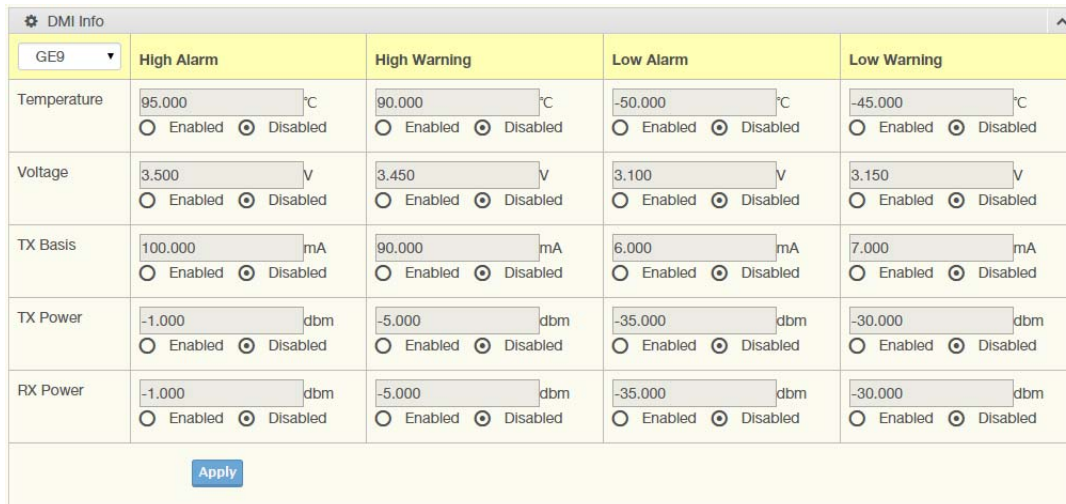 DMI Info
GE9 High Alarm High Warning Low Alarm Low Warning
Temperature 95.000 ℃ 90.000 ℃ -50.000 ℃ -45.000 ℃
Enabled Disabled Enabled Disabled Enabled Disabled Enabled Disabled
Voltage 3.500 V 3.450 V 3.100 V 3.150 V
Enabled Disabled Enabled Disabled Enabled Disabled Enabled Disabled
TX Basis 100.000 mA 90.000 mA 6.000 mA 7.000 mA
Enabled Disabled Enabled Disabled Enabled Disabled Enabled Disabled
TX Power -1.000 dbm -5.000 dbm -35.000 dbm -30.000 dbm
Enabled Disabled Enabled Disabled Enabled Disabled Enabled Disabled
RX Power -1.000 dbm -5.000 dbm -35.000 dbm -30.000 dbm
Enabled Disabled Enabled Disabled Enabled Disabled Enabled Disabled
Apply